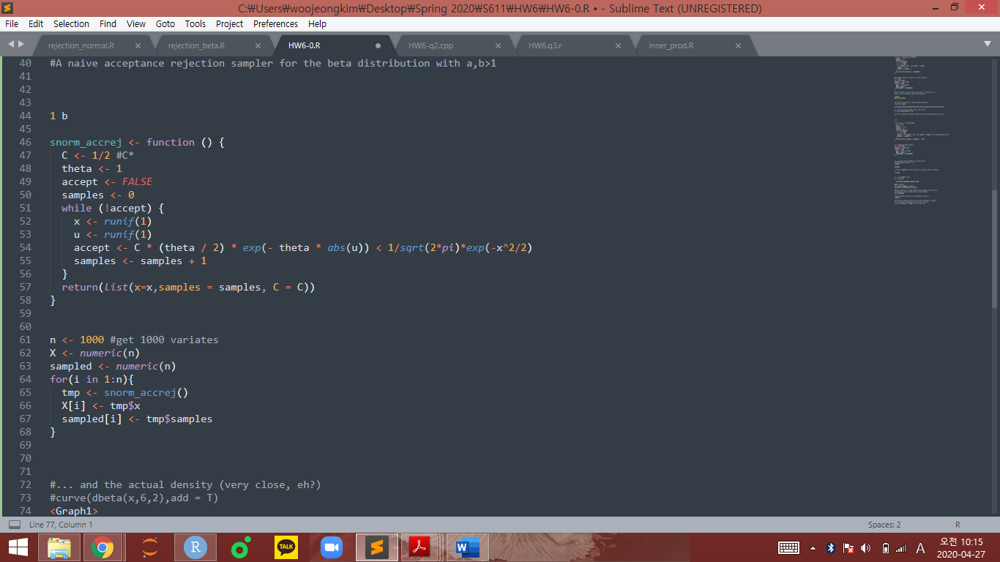 C:₩Users₩woojeongkim₩Desktop₩Spring 2020₩S611₩HW6₩HW6-0.R • - Sublime Text (UNREGISTERED)
File Edit Selection Find View Goto Tools Project Preferences Help
rejection_normal.R rejection_beta.R HW6-0.R HW6-q2.cpp HW6.q3.r inner_prod.R
40 #A naive acceptance rejection sampler for the beta distribution with a,b>1
41
42
43
44 1 b
45
46 snorm_accrej <- function () {
47 C <- 1/2 #C*
48 theta <- 1
49 accept <- FALSE
50 samples <- 0
51 while (!accept) {
52 x <- runif(1)
53 u <- runif(1)
54 accept <- C * (theta / 2) * exp(- theta * abs(u)) < 1/sqrt(2*pi)*exp(-x^2/2)
55 samples <- samples + 1
56 }
57 return(list(x=x,samples = samples, C = C))
58 }
59
60
61 n <- 1000 #get 1000 variates
62 X <- numeric(n)
63 sampled <- numeric(n)
64 for(i in 1:n){
65 tmp <- snorm_accrej()
66 X[i] <- tmp$x
67 sampled[i] <- tmp$samples
68 }
69
70
71
72 #... and the actual density (very close, eh?)
73 #curve(dbeta(x,6,2),add = T)
74 <Graph1>
Line 77, Column 1 Spaces: 2 R
R TALK S W A 오전 10:15
2020-04-27